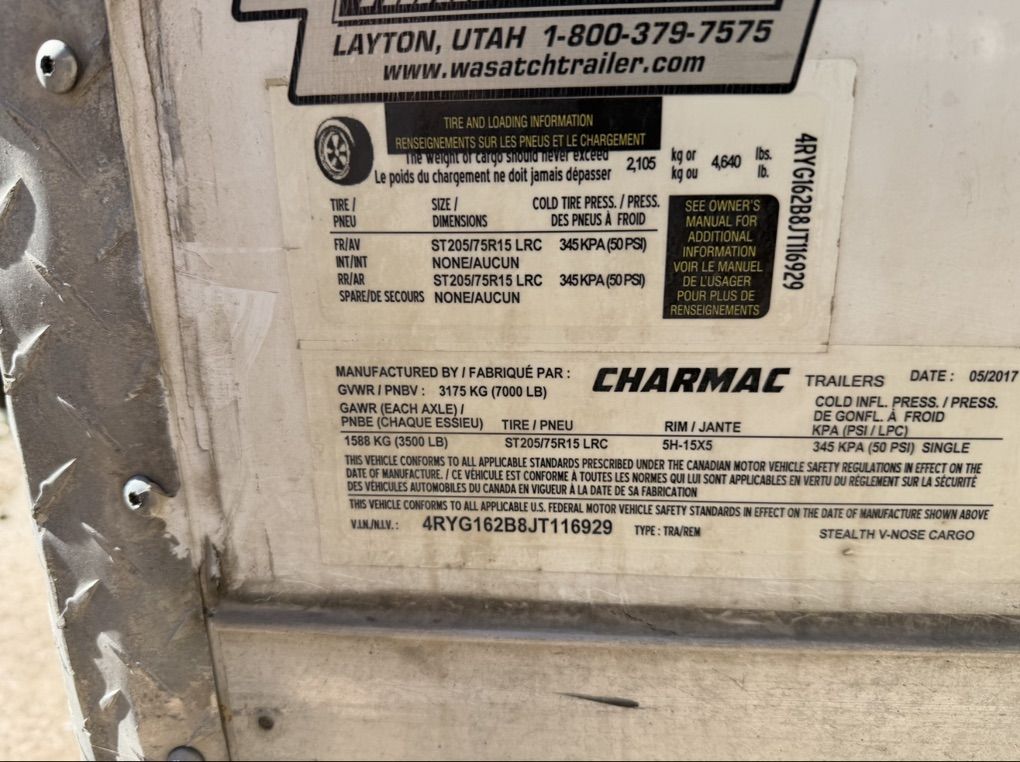 LAYTON, UTAH 1-800-379-7575
www.wasatchtrailer.com
TIRE AND LOADING INFORMATION
RENSEIGNEMENTS SUR LES PNEUS ET LE CHARGEMENT
The weight of cargo should never exceed 2,105 kg or 4,640 lbs.
Le poids du chargement ne doit jamais dépasser kg ou lb.
TIRE / SIZE / COLD TIRE PRESS. / PRESS.
PNEU DIMENSIONS DES PNEUS À FROID
FR/AV ST205/75R15 LRC 345 KPA (50 PSI)
INT/INT NONE/AUCUN
RR/AR ST205/75R15 LRC 345 KPA (50 PSI)
SPARE/DE SECOURS NONE/AUCUN
SEE OWNER'S
MANUAL FOR
ADDITIONAL
INFORMATION
VOIR LE MANUEL
DE L'USAGER
POUR PLUS DE
RENSEIGNEMENTS
4RYG162B8JT116929
MANUFACTURED BY / FABRIQUÉ PAR : CHARMAC TRAILERS DATE : 05/2017
GVWR / PNBV : 3175 KG (7000 LB)
GAWR (EACH AXLE) /
PNBE (CHAQUE ESSIEU) TIRE / PNEU RIM / JANTE
COLD INFL. PRESS. / PRESS.
DE GONFL. À FROID
KPA (PSI / LPC)
1588 KG (3500 LB) ST205/75R15 LRC 5H-15X5 345 KPA (50 PSI) SINGLE
THIS VEHICLE CONFORMS TO ALL APPLICABLE STANDARDS PRESCRIBED UNDER THE CANADIAN MOTOR VEHICLE SAFETY REGULATIONS IN EFFECT ON THE
DATE OF MANUFACTURE. / CE VÉHICULE EST CONFORME À TOUTES LES NORMES QUI LUI SONT APPLICABLES EN VERTU DU RÈGLEMENT SUR LA SÉCURITÉ
DES VÉHICULES AUTOMOBILES DU CANADA EN VIGUEUR À LA DATE DE SA FABRICATION
THIS VEHICLE CONFORMS TO ALL APPLICABLE U.S. FEDERAL MOTOR VEHICLE SAFETY STANDARDS IN EFFECT ON THE DATE OF MANUFACTURE SHOWN ABOVE
V.I.N./N.I.V.: 4RYG162B8JT116929 TYPE : TRA/REM STEALTH V-NOSE CARGO